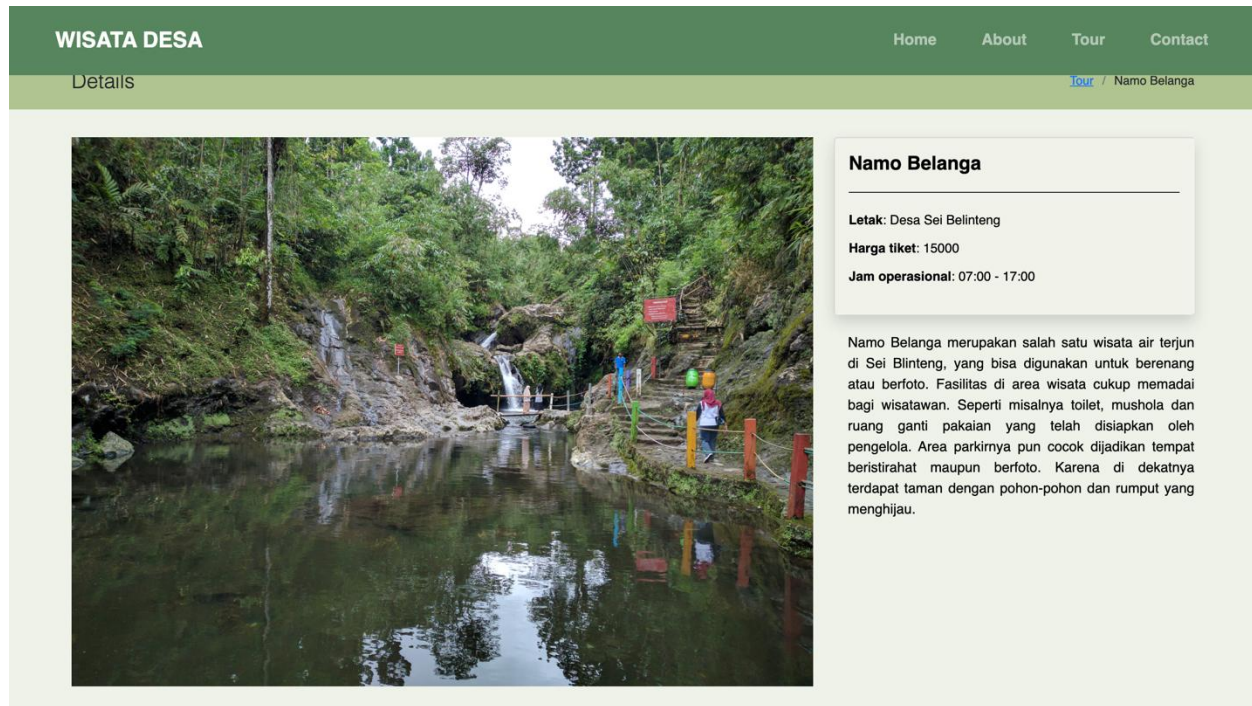 WISATA DESA
Home About Tour Contact
Details
Tour / Namo Belanga
Namo Belanga
Letak: Desa Sei Belinteng
Harga tiket: 15000
Jam operasional: 07:00 - 17:00
Namo Belanga merupakan salah satu wisata air terjun
di Sei Blinteng, yang bisa digunakan untuk berenang
atau berfoto. Fasilitas di area wisata cukup memadai
bagi wisatawan. Seperti misalnya toilet, mushola dan
ruang ganti pakaian yang telah disiapkan oleh
pengelola. Area parkirnya pun cocok dijadikan tempat
beristirahat maupun berfoto. Karena di dekatnya
terdapat taman dengan pohon-pohon dan rumput yang
menghijau.